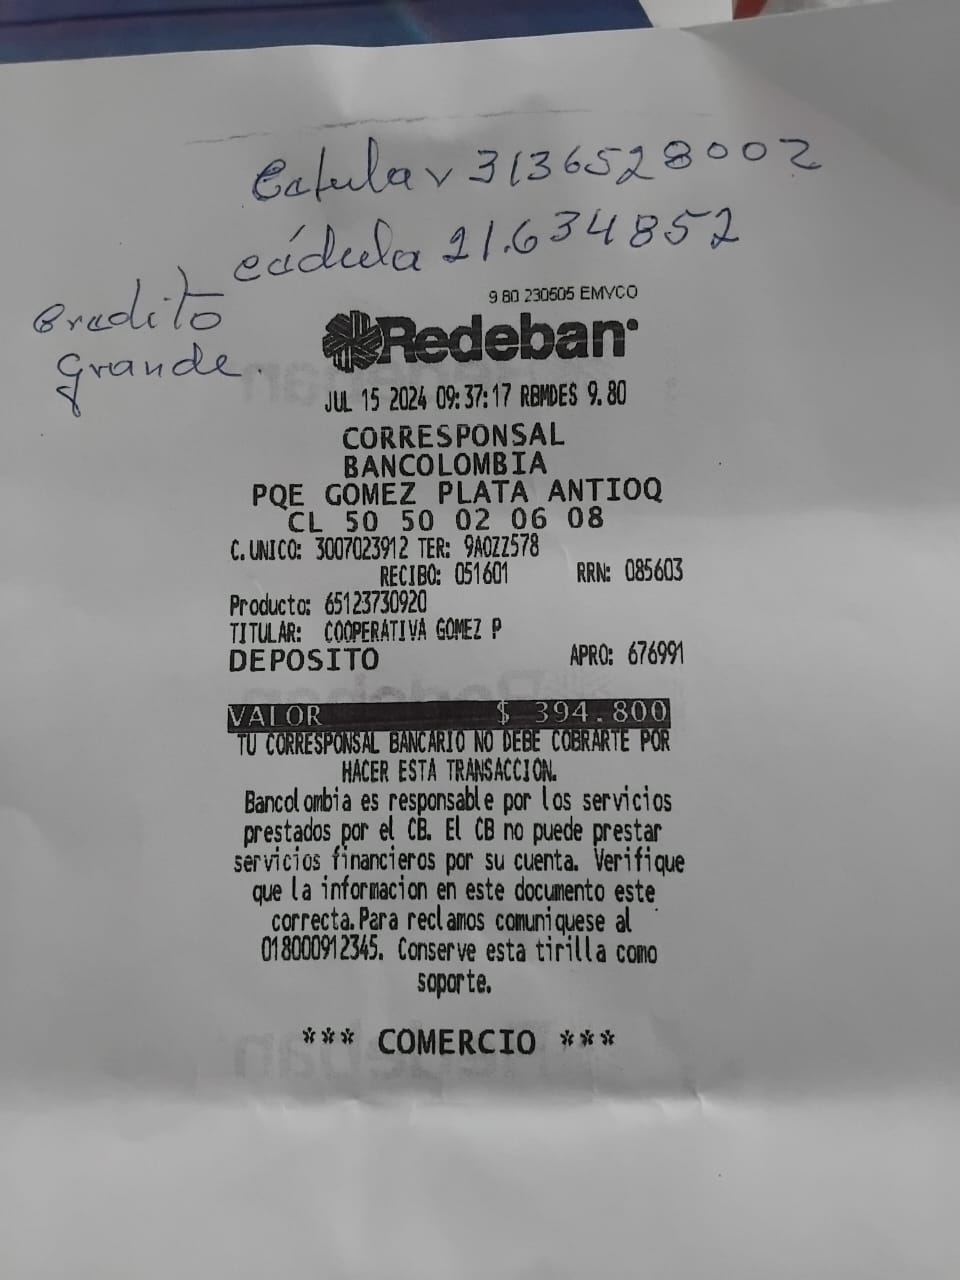 Celular 3136528002
cédula 21.634852
Credito
grande.
9 80 230505 EMVCO
Redeban
JUL 15 2024 09:37:17 RBMDES 9.80
CORRESPONSAL
BANCOLOMBIA
PQE GOMEZ PLATA ANTIOQ
CL 50 50 02 06 08
C. UNICO: 3007023912 TER: 9A0ZZ578
RECIBO: 051601 RRN: 085603
Producto: 65123730920
TITULAR: COOPERATIVA GOMEZ P
DEPOSITO APRO: 676991
VALOR $ 394.800
TU CORRESPONSAL BANCARIO NO DEBE COBRARTE POR
HACER ESTA TRANSACCION.
Bancolombia es responsable por los servicios
prestados por el CB. El CB no puede prestar
servicios financieros por su cuenta. Verifique
que la informacion en este documento este
correcta.Para reclamos comuniquese al
018000912345. Conserve esta tirilla como
soporte.
*** COMERCIO ***